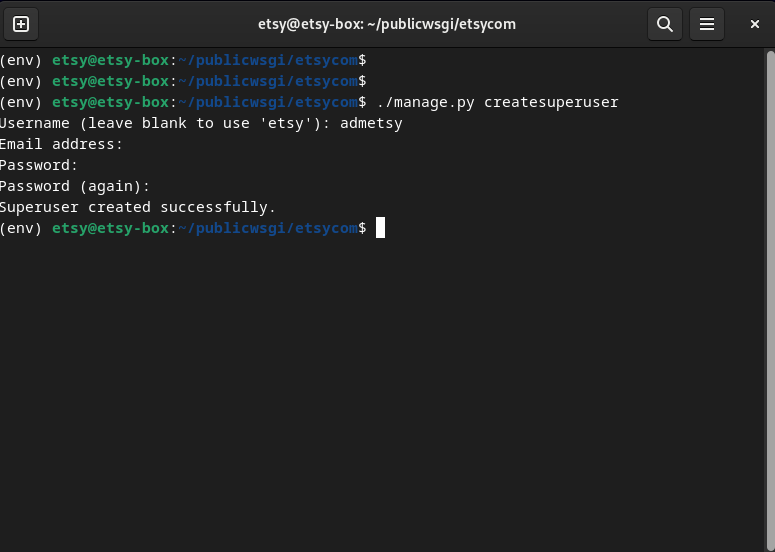 etsy@etsy-box: ~/publicwsgi/etsycom
(env) etsy@etsy-box:~/publicwsgi/etsycom$
(env) etsy@etsy-box:~/publicwsgi/etsycom$
(env) etsy@etsy-box:~/publicwsgi/etsycom$ ./manage.py createsuperuser
Username (leave blank to use 'etsy'): admetsy
Email address:
Password:
Password (again):
Superuser created successfully.
(env) etsy@etsy-box:~/publicwsgi/etsycom$